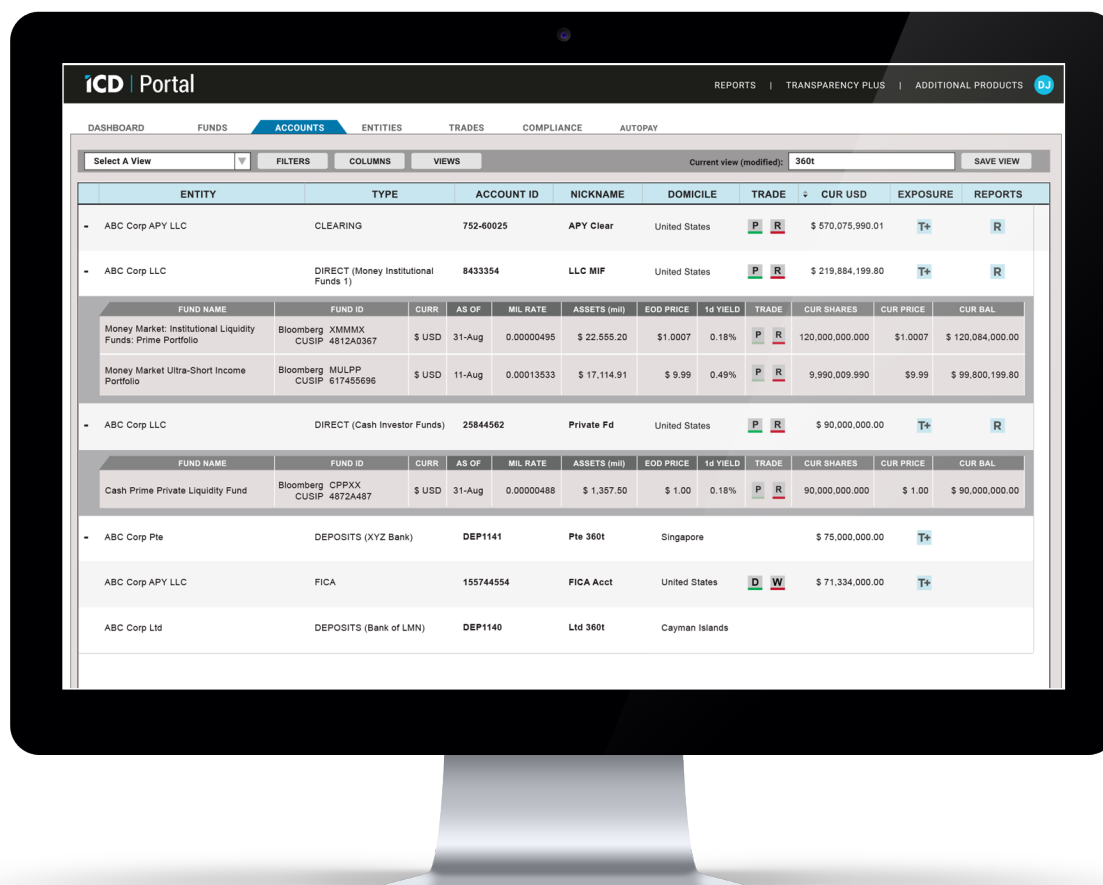 iCD | Portal
REPORTS | TRANSPARENCY PLUS | ADDITIONAL PRODUCTS DJ
DASHBOARD FUNDS ACCOUNTS ENTITIES TRADES COMPLIANCE AUTOPAY
Select A View FILTERS COLUMNS VIEWS Current view (modified): 360t SAVE VIEW
ENTITY TYPE ACCOUNT ID NICKNAME DOMICILE TRADE CUR USD EXPOSURE REPORTS
- ABC Corp APY LLC CLEARING 752-60025 APY Clear United States P R $ 570,075,990.01 T+ R
- ABC Corp LLC DIRECT (Money Institutional 8433354 LLC MIF United States P R $ 219,884,199.80 T+ R
Funds 1)
FUND NAME FUND ID CURR AS OF MIL RATE ASSETS (mil) EOD PRICE 1d YIELD TRADE CUR SHARES CUR PRICE CUR BAL
Money Market: Institutional Liquidity Bloomberg XMMMX
Funds: Prime Portfolio CUSIP 4812A0367 $ USD 31-Aug 0.00000495 $ 22.555.20 $1.0007 0.18% P R 120,000,000.000 $1.0007 $ 120,084,000.00
Money Market Ultra-Short Income Bloomberg MULPP
Portfolio CUSIP 617455696 $ USD 11-Aug 0.00013533 $ 17,114.91 $ 9.99 0.49% P R 9,990,009.990 $9.99 $ 99,800,199.80
- ABC Corp LLC DIRECT (Cash Investor Funds) 25844562 Private Fd United States P R $ 90,000,000.00 T+ R
FUND NAME FUND ID CURR AS OF MIL RATE ASSETS (mil) EOD PRICE 1d YIELD TRADE CUR SHARES CUR PRICE CUR BAL
Cash Prime Private Liquidity Fund Bloomberg CPPXX $ USD 31-Aug 0.00000488 $ 1,357.50 $ 1.00 0.18% P R 90,000,000.000 $ 1.00 $ 90,000,000.00
CUSIP 4872A487
- ABC Corp Pte DEPOSITS (XYZ Bank) DEP1141 Pte 360t Singapore $ 75,000,000.00 T+
ABC Corp APY LLC FICA 155744554 FICA Acct United States D W $ 71,334,000.00 T+
ABC Corp Ltd DEPOSITS (Bank of LMN) DEP1140 Ltd 360t Cayman Islands